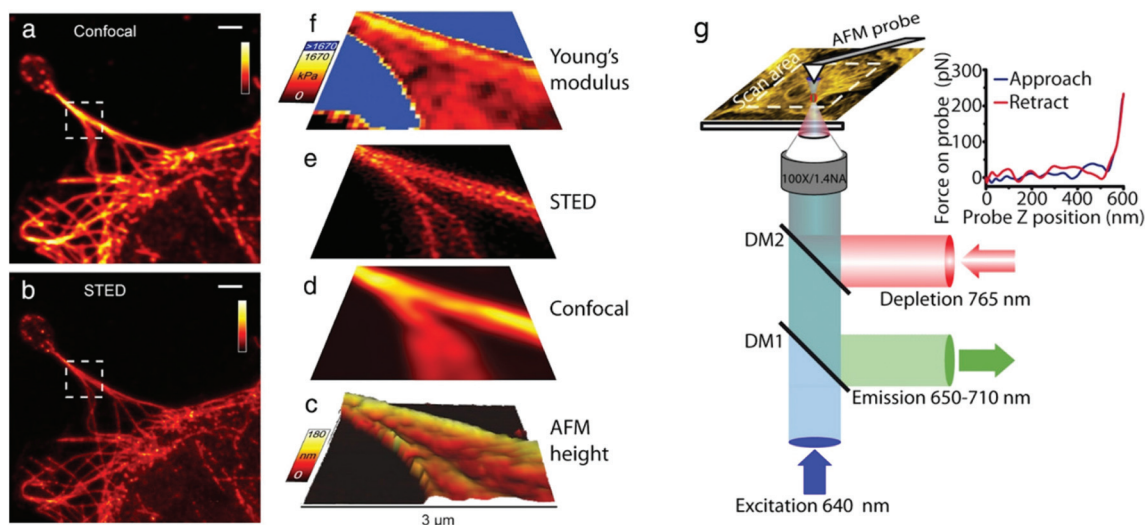 a
Confocal
b
STED
f
>1670
1670
kPa
0
Young's
modulus
e
STED
d
Confocal
c
180
nm
0
AFM
height
3 µm
g
AFM probe
Scan area
100X/1.4NA
DM2
Depletion 765 nm
DM1
Emission 650-710 nm
Excitation 640 nm
Force on probe (pN)
300
200
100
0
Approach
Retract
0
200
400
600
Probe Z position
(nm)